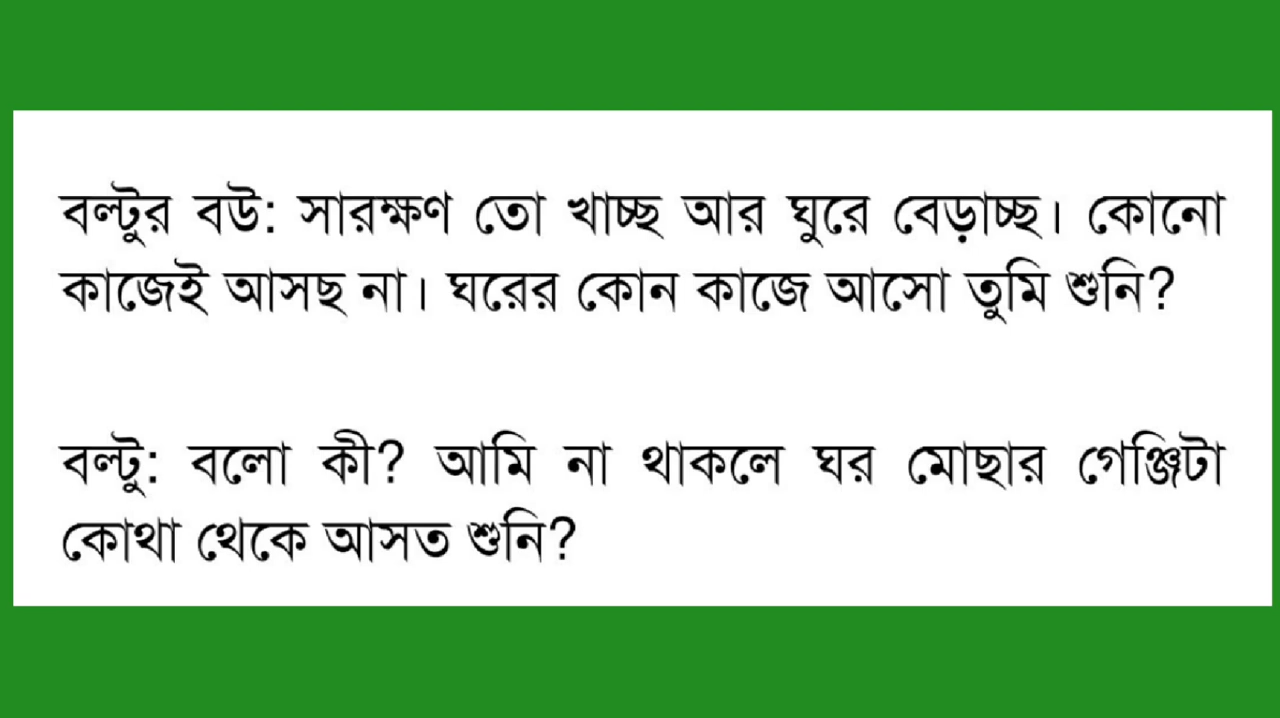 বল্টুর বউ: সারক্ষণ তো খাচ্ছ আর ঘুরে বেড়াচ্ছ। কোনো
কাজেই আসছ না। ঘরের কোন কাজে আসো তুমি শুনি?
বল্টু: বলো কী? আমি না থাকলে ঘর মোছার গেঞ্জিটা
কোথা থেকে আসত শুনি?